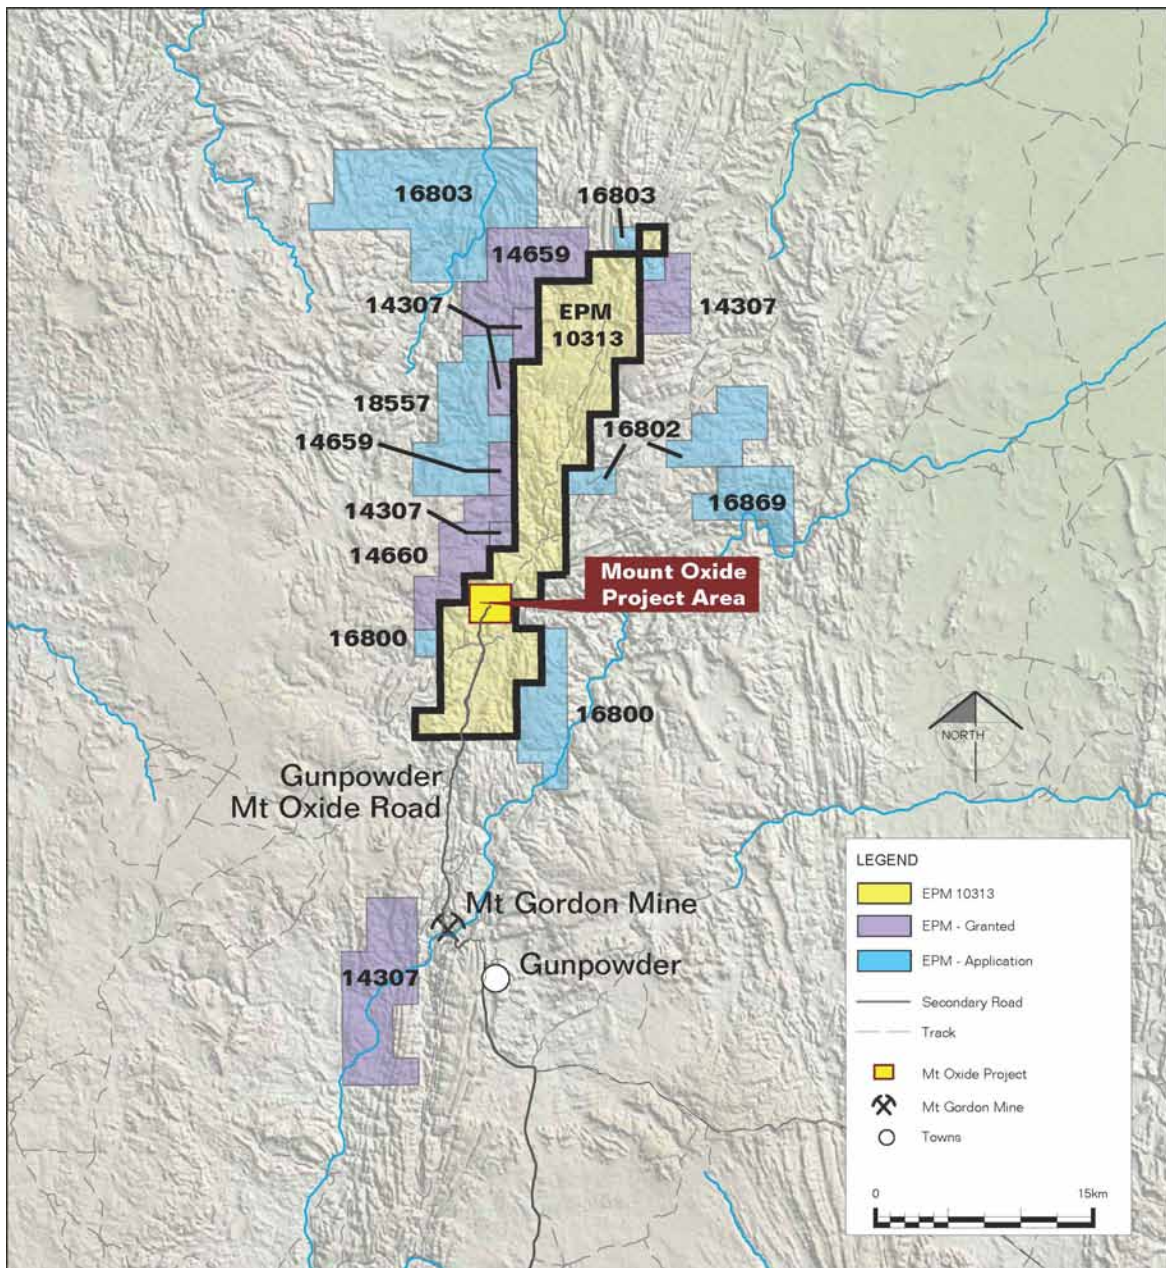 16803
16803
14659
14307
EPM
10313
14307
18557
16802
14659
16869
14307
14660
Mount Oxide
Project Area
16800
16800
NORTH
Gunpowder
Mt Oxide Road
Mt Gordon Mine
Gunpowder
14307
LEGEND
EPM 10313
EPM - Granted
EPM - Application
Secondary Road
Track
Mt Oxide Project
Mt Gordon Mine
Towns
0 15km